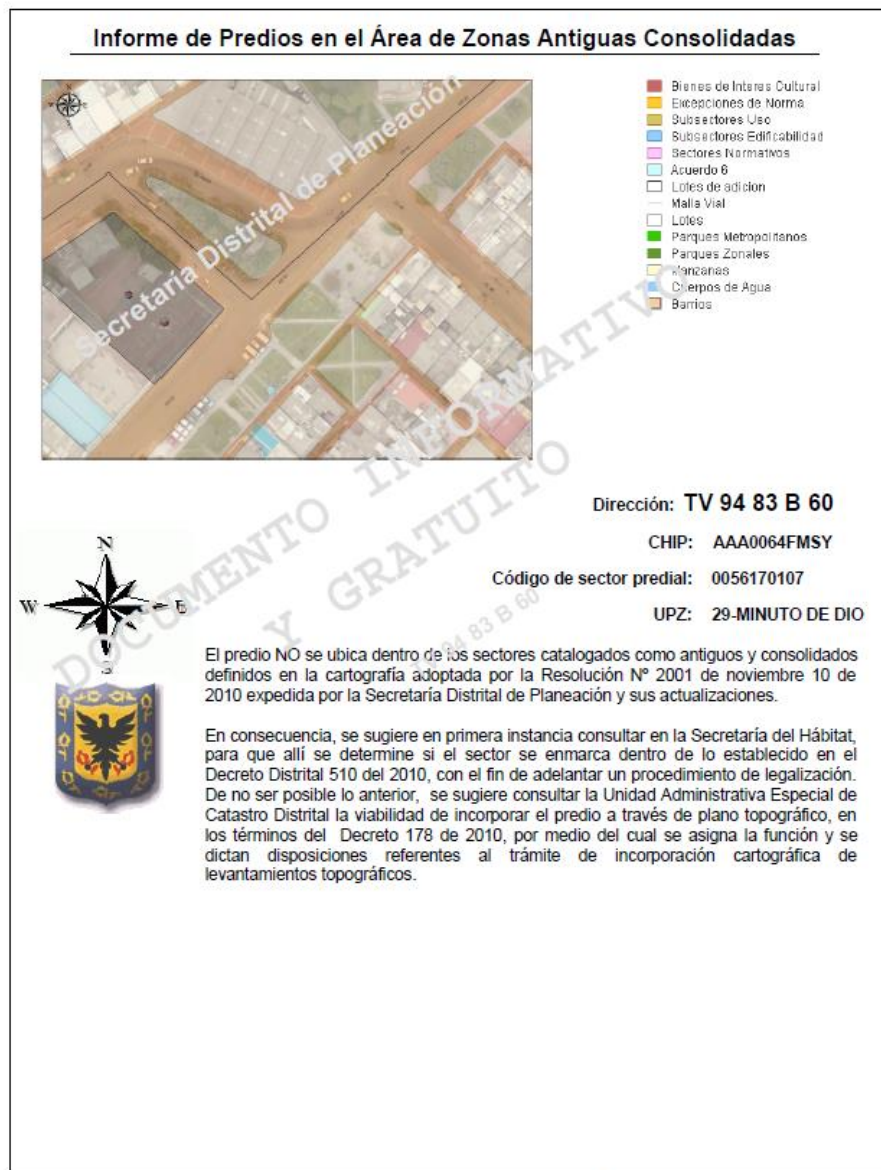 Informe de Predios en el Área de Zonas Antiguas Consolidadas
Secretaría Distrital de Planeación
Bienes de Interes Cultural
Excepciones de Norma
Subsectores Uso
Subsectores Edificabilidad
Sectores Normativos
Acuerdo 6
Lotes de adicion
Malla Vial
Lotes
Parques Metropolitanos
Parques Zonales
Manzanas
Cuerpos de Agua
Barrios
DOCUMENTO INFORMATIVO
Y GRATUITO
TV 94 83 B 60
Dirección: TV 94 83 B 60
CHIP: AAA0064FMSY
Código de sector predial: 0056170107
UPZ: 29-MINUTO DE DIO
N
W E
S
El predio NO se ubica dentro de los sectores catalogados como antiguos y consolidados
definidos en la cartografía adoptada por la Resolución Nº 2001 de noviembre 10 de
2010 expedida por la Secretaría Distrital de Planeación y sus actualizaciones.
En consecuencia, se sugiere en primera instancia consultar en la Secretaría del Hábitat,
para que allí se determine si el sector se enmarca dentro de lo establecido en el
Decreto Distrital 510 del 2010, con el fin de adelantar un procedimiento de legalización.
De no ser posible lo anterior, se sugiere consultar la Unidad Administrativa Especial de
Catastro Distrital la viabilidad de incorporar el predio a través de plano topográfico, en
los términos del Decreto 178 de 2010, por medio del cual se asigna la función y se
dictan disposiciones referentes al trámite de incorporación cartográfica de
levantamientos topográficos.